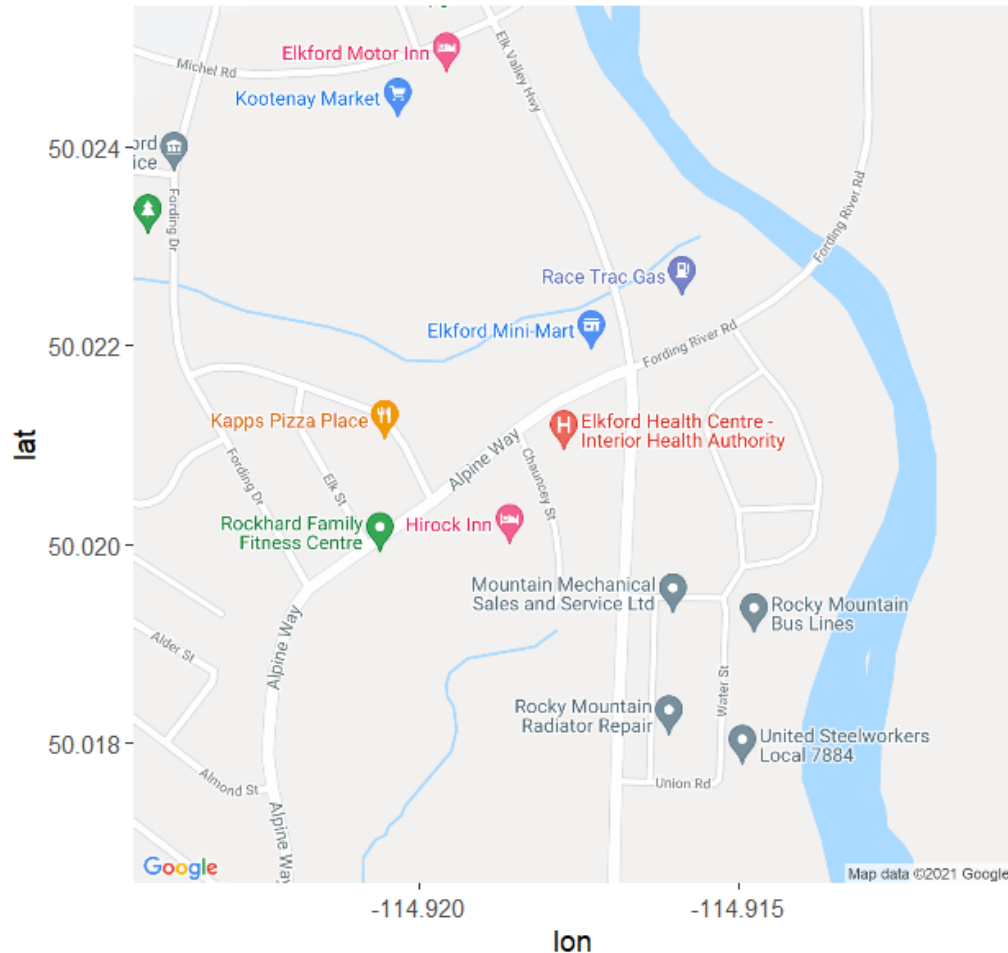 Elkford Motor Inn
Michel Rd
Elk Valley Hwy
Kootenay Market
50.024
ord
ice
Fording Dr
Fording River Rd
Race Trac Gas
Elkford Mini-Mart
50.022
Fording River Rd
Kapps Pizza Place
Elkford Health Centre -
Interior Health Authority
lat
Alpine Way
Fording Dr
Elk St
Chauncey St
Rockhard Family
Fitness Centre
Hirock Inn
50.020
Mountain Mechanical
Sales and Service Ltd
Rocky Mountain
Bus Lines
Alpine Way
Alder St
Water St
Rocky Mountain
Radiator Repair
50.018
United Steelworkers
Local 7884
Almond St
Union Rd
Alpine Way
Google
Map data ©2021 Google
-114.920
-114.915
lon